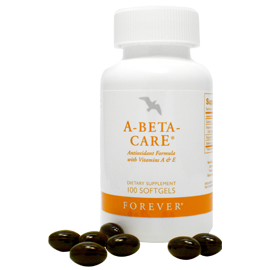 A-BETA-
CARE®
Antioxidant Formula
with Vitamins A & E
DIETARY SUPPLEMENT
100 SOFTGELS
FOREVER®